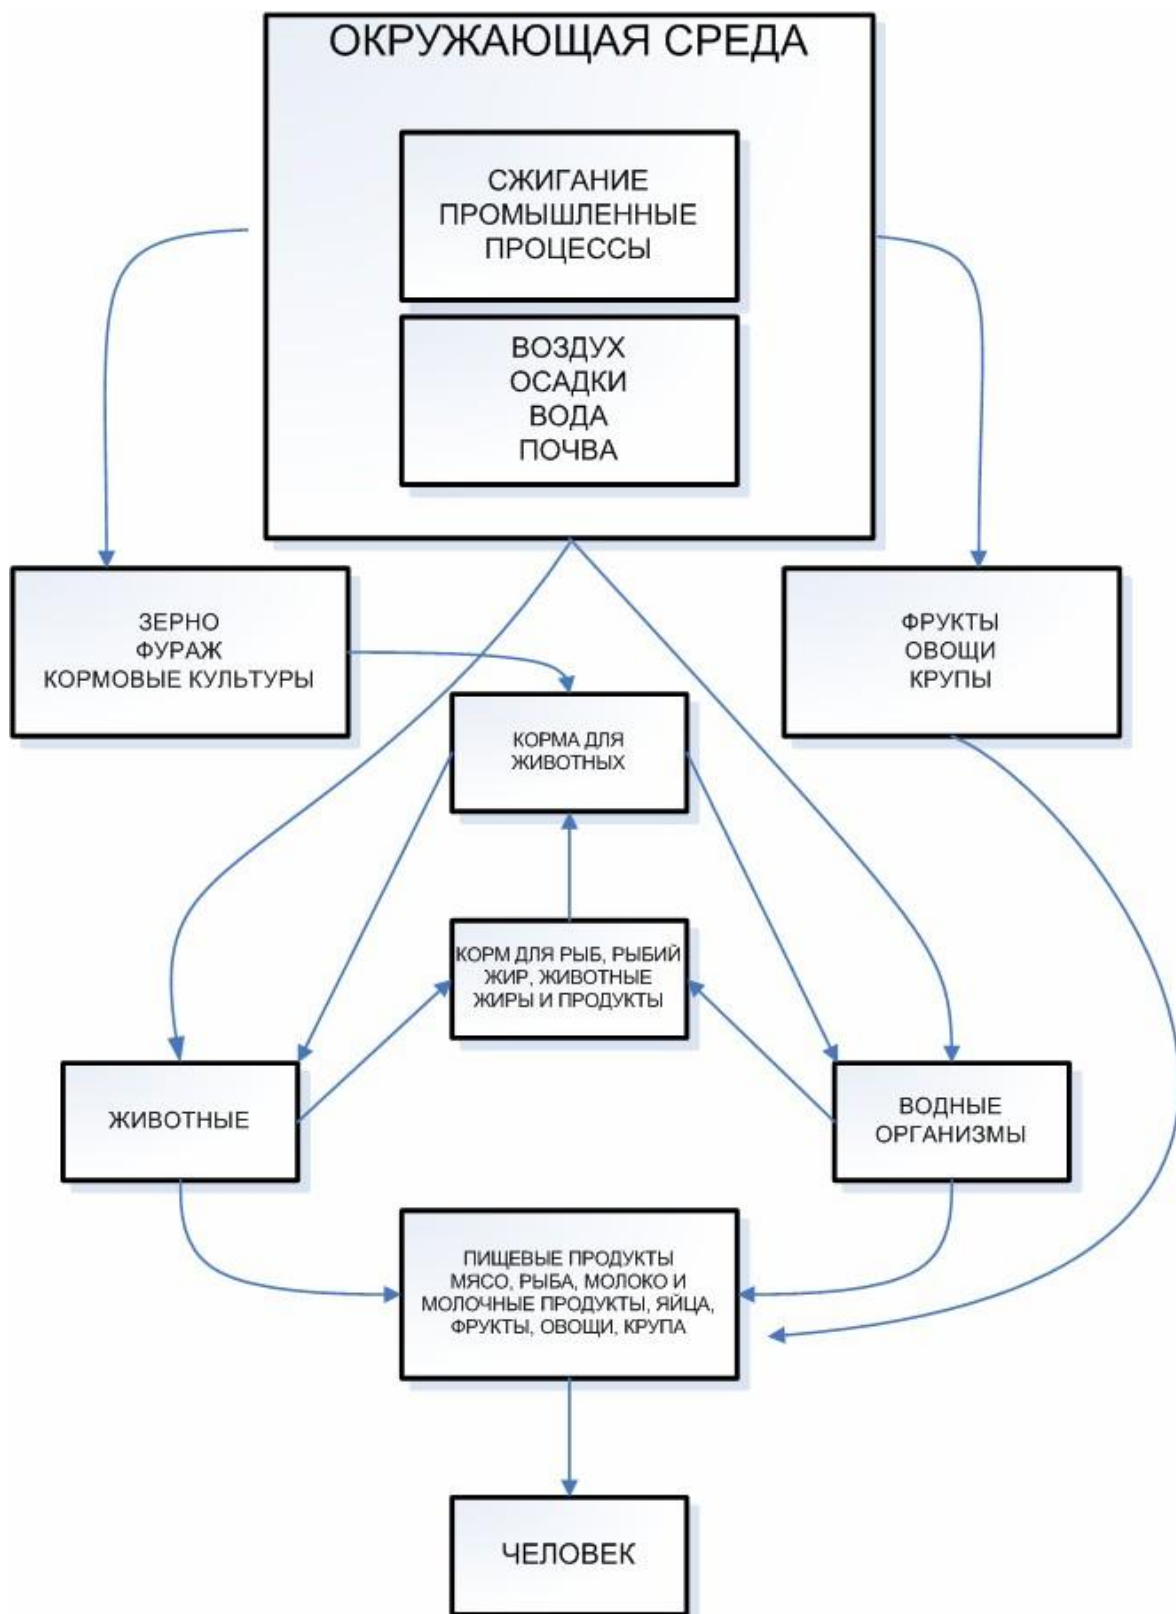 ОКРУЖАЮЩАЯ СРЕДА
СЖИГАНИЕ
ПРОМЫШЛЕННЫЕ
ПРОЦЕССЫ
ВОЗДУХ
ОСАДКИ
ВОДА
ПОЧВА
ЗЕРНО
ФУРАЖ
КОРМОВЫЕ КУЛЬТУРЫ
ФРУКТЫ
ОВОЩИ
КРУПЫ
КОРМА ДЛЯ
ЖИВОТНЫХ
КОРМ ДЛЯ РЫБ, РЫБИЙ
ЖИР, ЖИВОТНЫЕ
ЖИРЫ И ПРОДУКТЫ
ЖИВОТНЫЕ
ВОДНЫЕ
ОРГАНИЗМЫ
ПИЩЕВЫЕ ПРОДУКТЫ
МЯСО, РЫБА, МОЛОКО И
МОЛОЧНЫЕ ПРОДУКТЫ, ЯЙЦА,
ФРУКТЫ, ОВОЩИ, КРУПА
ЧЕЛОВЕК